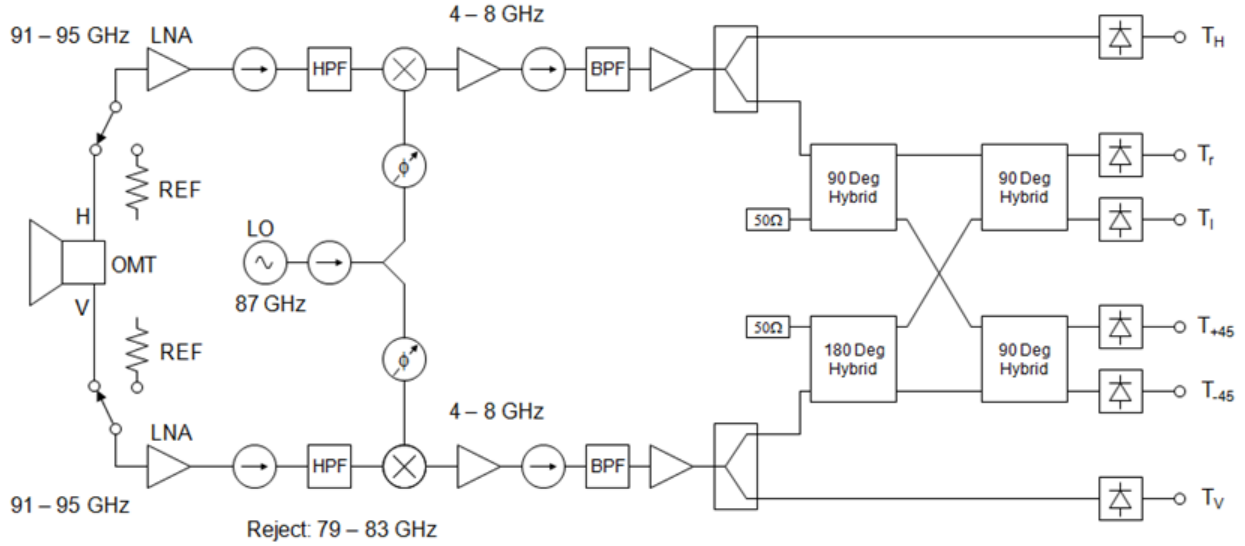 4 – 8 GHz
91 – 95 GHz
LNA
HPF
BPF
T_H
ϕ
REF
90 Deg
Hybrid
90 Deg
Hybrid
T_r
50Ω
T_l
H
LO
OMT
87 GHz
V
REF
ϕ
50Ω
180 Deg
Hybrid
90 Deg
Hybrid
T_+45
T_-45
4 – 8 GHz
LNA
HPF
BPF
91 – 95 GHz
T_V
Reject: 79 – 83 GHz